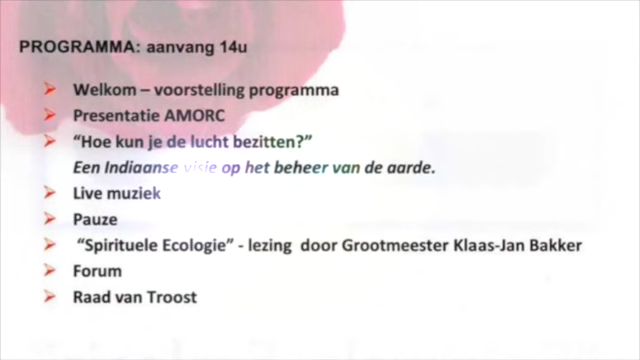 PROGRAMMA: aanvang 14u
Welkom – voorstelling programma
Presentatie AMORC
“Hoe kun je de lucht bezitten?”
Een Indiaanse visie op het beheer van de aarde.
Live muziek
Pauze
“Spirituele Ecologie” - lezing  door Grootmeester Klaas-Jan Bakker
Forum
Raad van Troost